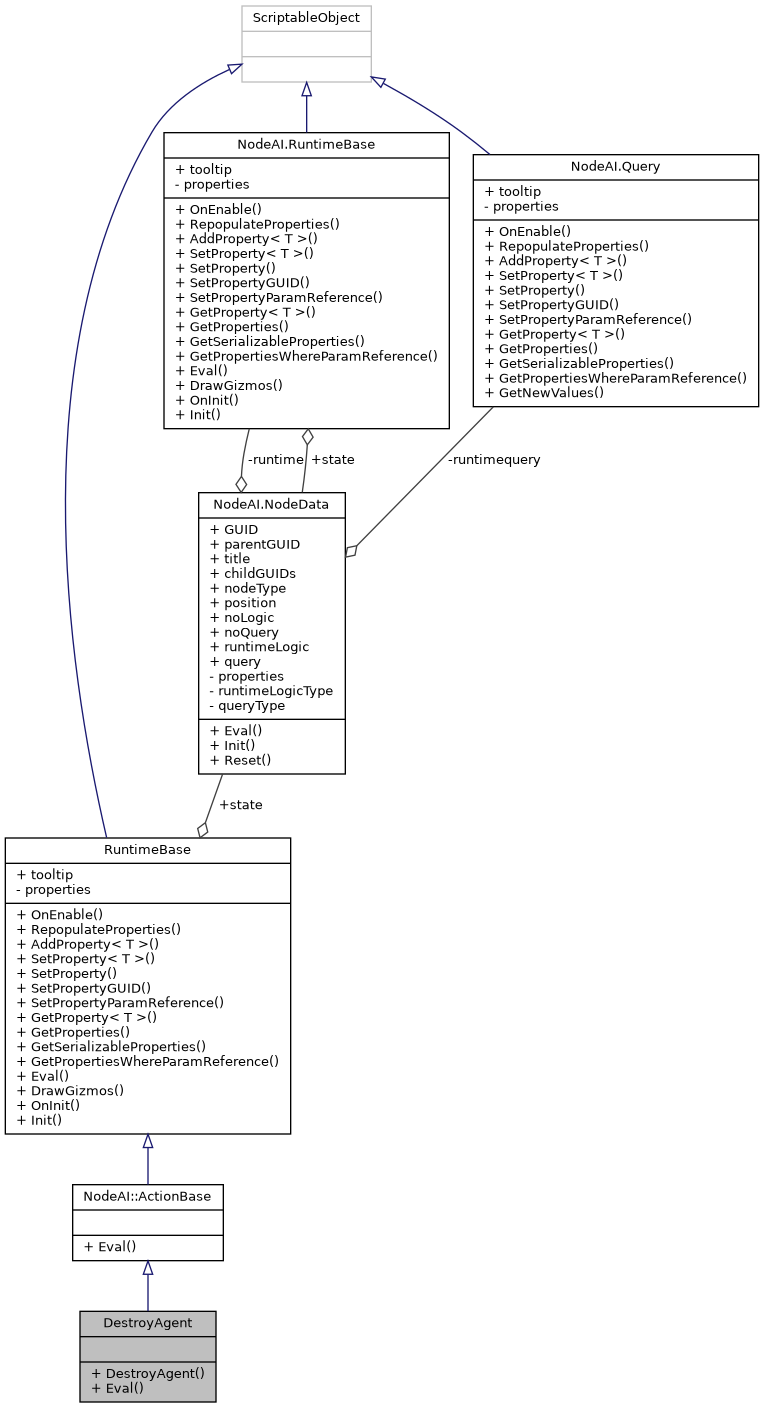 ScriptableObject
NodeAI.RuntimeBase
+ tooltip
- properties
+ OnEnable()
+ RepopulateProperties()
+ AddProperty< T >()
+ SetProperty< T >()
+ SetProperty()
+ SetPropertyGUID()
+ SetPropertyParamReference()
+ GetProperty< T >()
+ GetProperties()
+ GetSerializableProperties()
+ GetPropertiesWhereParamReference()
+ Eval()
+ DrawGizmos()
+ OnInit()
+ Init()
NodeAI.Query
+ tooltip
- properties
+ OnEnable()
+ RepopulateProperties()
+ AddProperty< T >()
+ SetProperty< T >()
+ SetProperty()
+ SetPropertyGUID()
+ SetPropertyParamReference()
+ GetProperty< T >()
+ GetProperties()
+ GetSerializableProperties()
+ GetPropertiesWhereParamReference()
+ GetNewValues()
-runtime
+state
-runtimequery
NodeAI.NodeData
+ GUID
+ parentGUID
+ title
+ childGUIDs
+ nodeType
+ position
+ noLogic
+ noQuery
+ runtimeLogic
+ query
- properties
- runtimeLogicType
- queryType
+ Eval()
+ Init()
+ Reset()
+state
RuntimeBase
+ tooltip
- properties
+ OnEnable()
+ RepopulateProperties()
+ AddProperty< T >()
+ SetProperty< T >()
+ SetProperty()
+ SetPropertyGUID()
+ SetPropertyParamReference()
+ GetProperty< T >()
+ GetProperties()
+ GetSerializableProperties()
+ GetPropertiesWhereParamReference()
+ Eval()
+ DrawGizmos()
+ OnInit()
+ Init()
NodeAI::ActionBase
+ Eval()
DestroyAgent
+ DestroyAgent()
+ Eval()